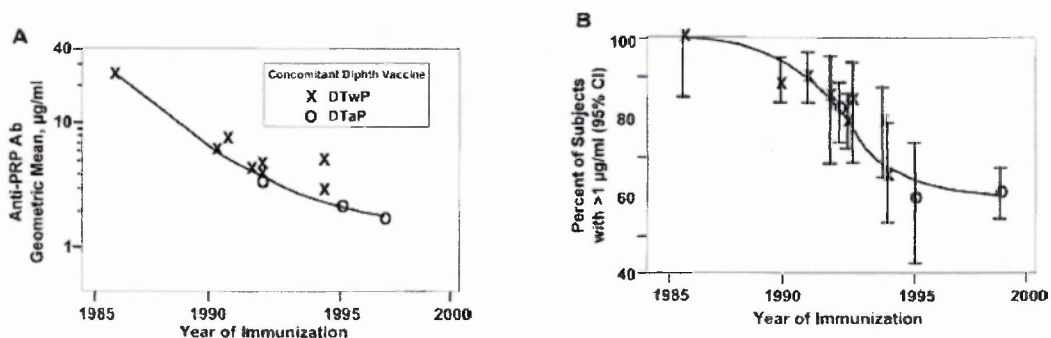 A
Anti-PRP Ab
Geometric Mean, µg/ml
40
10
1
Concomitant Diphth Vaccine
X DTwP
O DTaP
1985 1990 1995 2000
Year of Immunization
B
Percent of Subjects
with >1 µg/ml (95% CI)
100
80
60
40
1985 1990 1995 2000
Year of Immunization